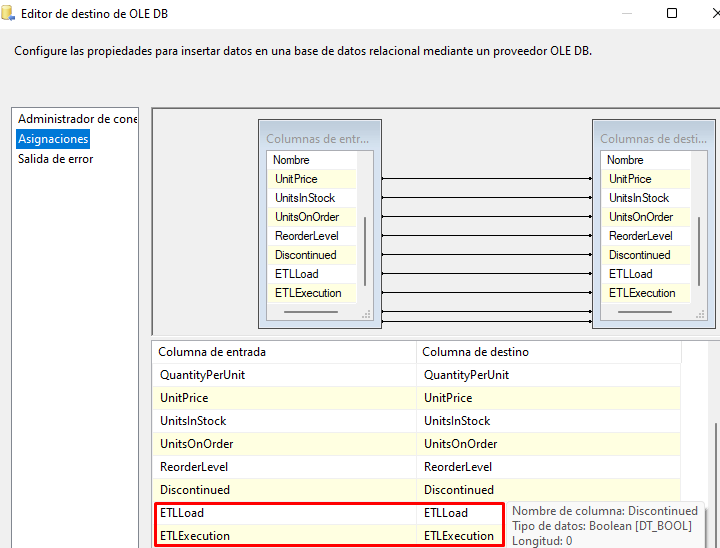 Editor de destino de OLE DB
Configure las propiedades para insertar datos en una base de datos relacional mediante un proveedor OLE DB.
Administrador de cone
Asignaciones
Salida de error
Columnas de entr...
Nombre
UnitPrice
UnitsInStock
UnitsOnOrder
ReorderLevel
Discontinued
ETLLoad
ETLExecution
Columnas de desti...
Nombre
UnitPrice
UnitsInStock
UnitsOnOrder
ReorderLevel
Discontinued
ETLLoad
ETLExecution
Columna de entrada Columna de destino
QuantityPerUnit QuantityPerUnit
UnitPrice UnitPrice
UnitsInStock UnitsInStock
UnitsOnOrder UnitsOnOrder
ReorderLevel ReorderLevel
Discontinued Discontinued
ETLLoad ETLLoad
ETLExecution ETLExecution
Nombre de columna: Discontinued
Tipo de datos: Boolean [DT_BOOL]
Longitud: 0